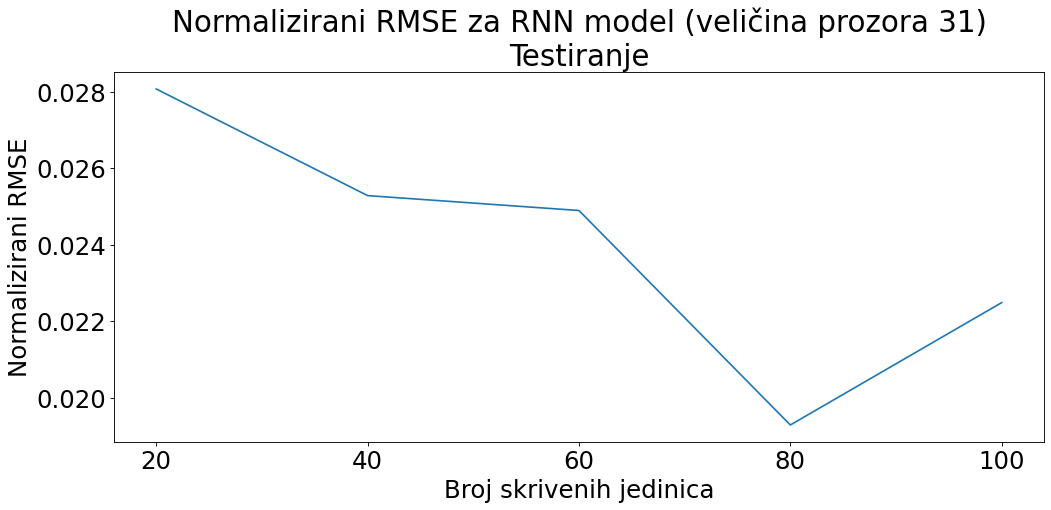 Normalizirani RMSE za RNN model (veličina prozora 31)
Testiranje
Normalizirani RMSE
0.028
0.026
0.024
0.022
0.020
20 40 60 80 100
Broj skrivenih jedinica